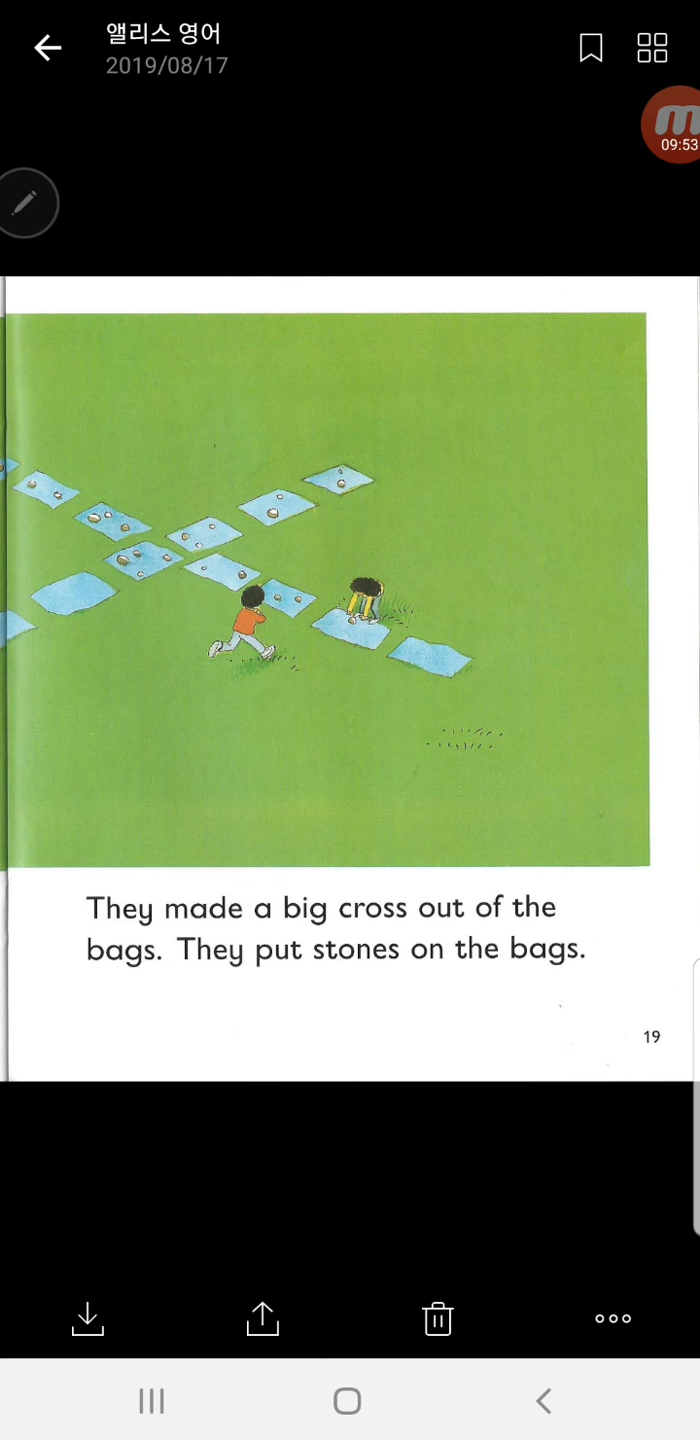 앨리스 영어
2019/08/17
09:53
They made a big cross out of the
bags. They put stones on the bags.
19